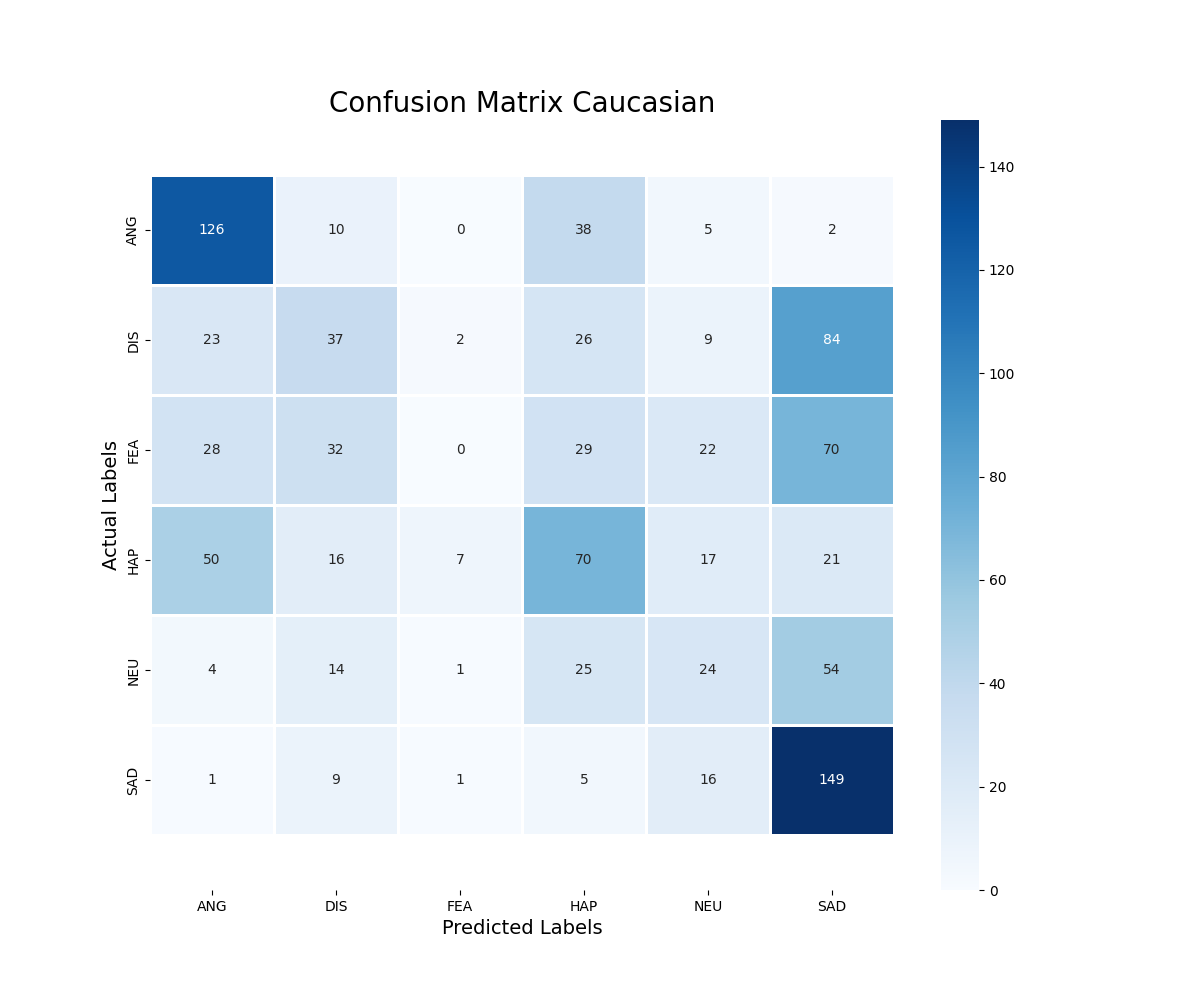 Confusion Matrix Caucasian
Actual Labels
ANG 126 10 0 38 5 2
DIS 23 37 2 26 9 84
FEA 28 32 0 29 22 70
HAP 50 16 7 70 17 21
NEU 4 14 1 25 24 54
SAD 1 9 1 5 16 149
ANG DIS FEA HAP NEU SAD
Predicted Labels
140
120
100
80
60
40
20
0